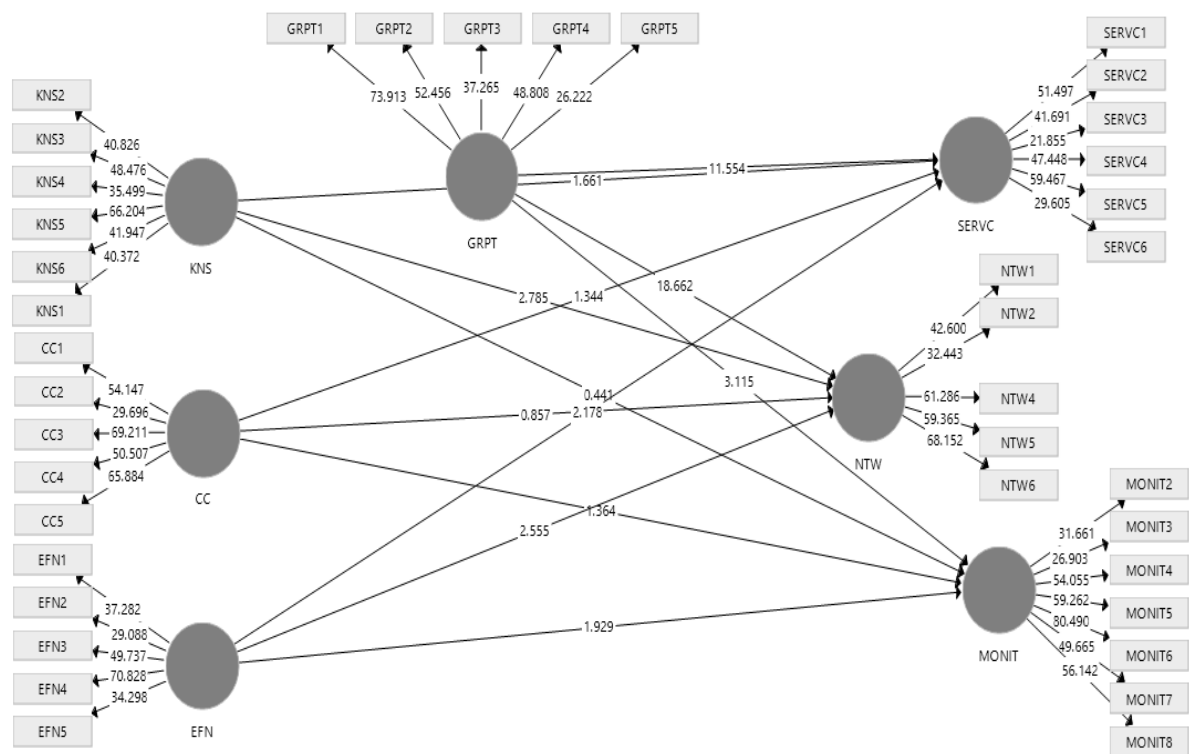 GRPT1
GRPT2
GRPT3
GRPT4
GRPT5
73.913
52.456
37.265
48.808
26.222
GRPT
KNS2
KNS3
KNS4
KNS5
KNS6
KNS1
40.826
48.476
35.499
66.204
41.947
40.372
KNS
CC1
CC2
CC3
CC4
CC5
54.147
29.696
69.211
50.507
65.884
CC
EFN1
EFN2
EFN3
EFN4
EFN5
37.282
29.088
49.737
70.828
34.298
EFN
1.661
11.554
2.785
1.344
18.662
0.441
3.115
0.857
2.178
1.364
2.555
1.929
SERVC
51.497
41.691
21.855
47.448
59.467
29.605
SERVC1
SERVC2
SERVC3
SERVC4
SERVC5
SERVC6
NTW
42.600
32.443
61.286
59.365
68.152
NTW1
NTW2
NTW4
NTW5
NTW6
MONIT
31.661
26.903
54.055
59.262
80.490
49.665
56.142
MONIT2
MONIT3
MONIT4
MONIT5
MONIT6
MONIT7
MONIT8